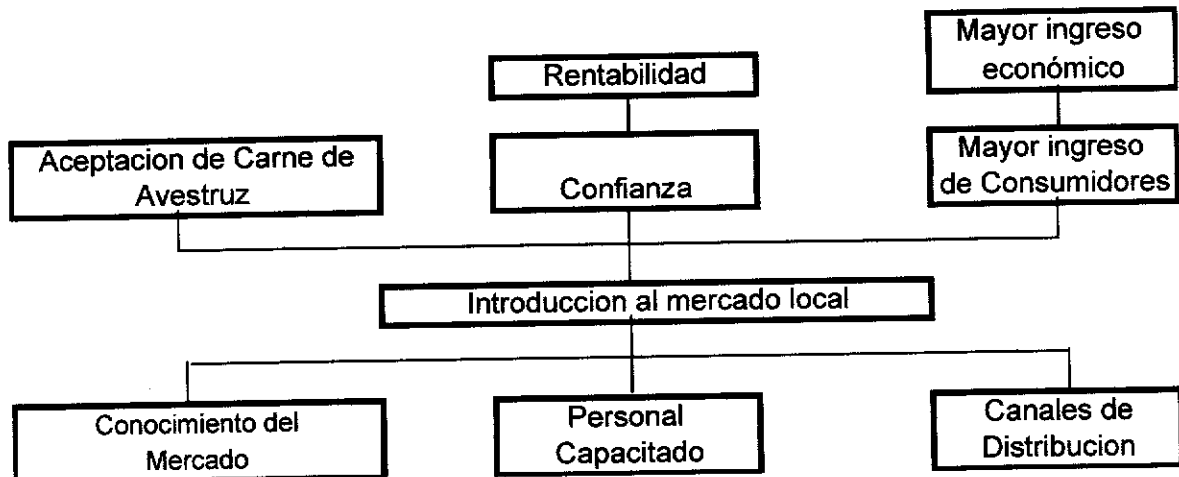 Mayor ingreso
económico
Rentabilidad
Aceptacion de Carne de
Avestruz
Confianza
Mayor ingreso
de Consumidores
Introduccion al mercado local
Conocimiento del
Mercado
Personal
Capacitado
Canales de
Distribucion